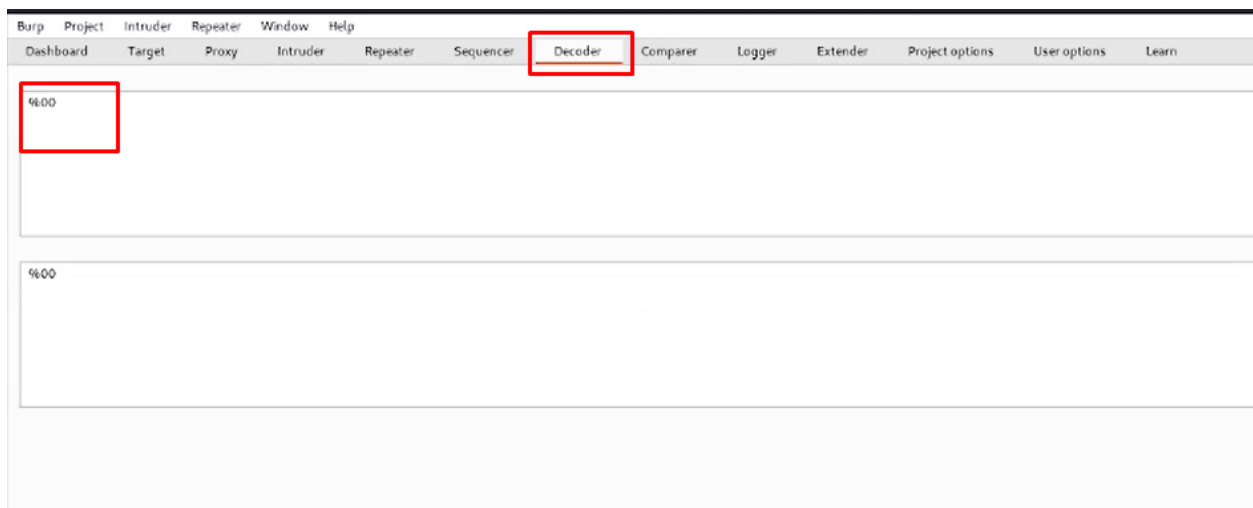 Burp Project Intruder Repeater Window Help
Dashboard Target Proxy Intruder Repeater Sequencer Decoder Comparer Logger Extender Project options User options Learn
%00
%00